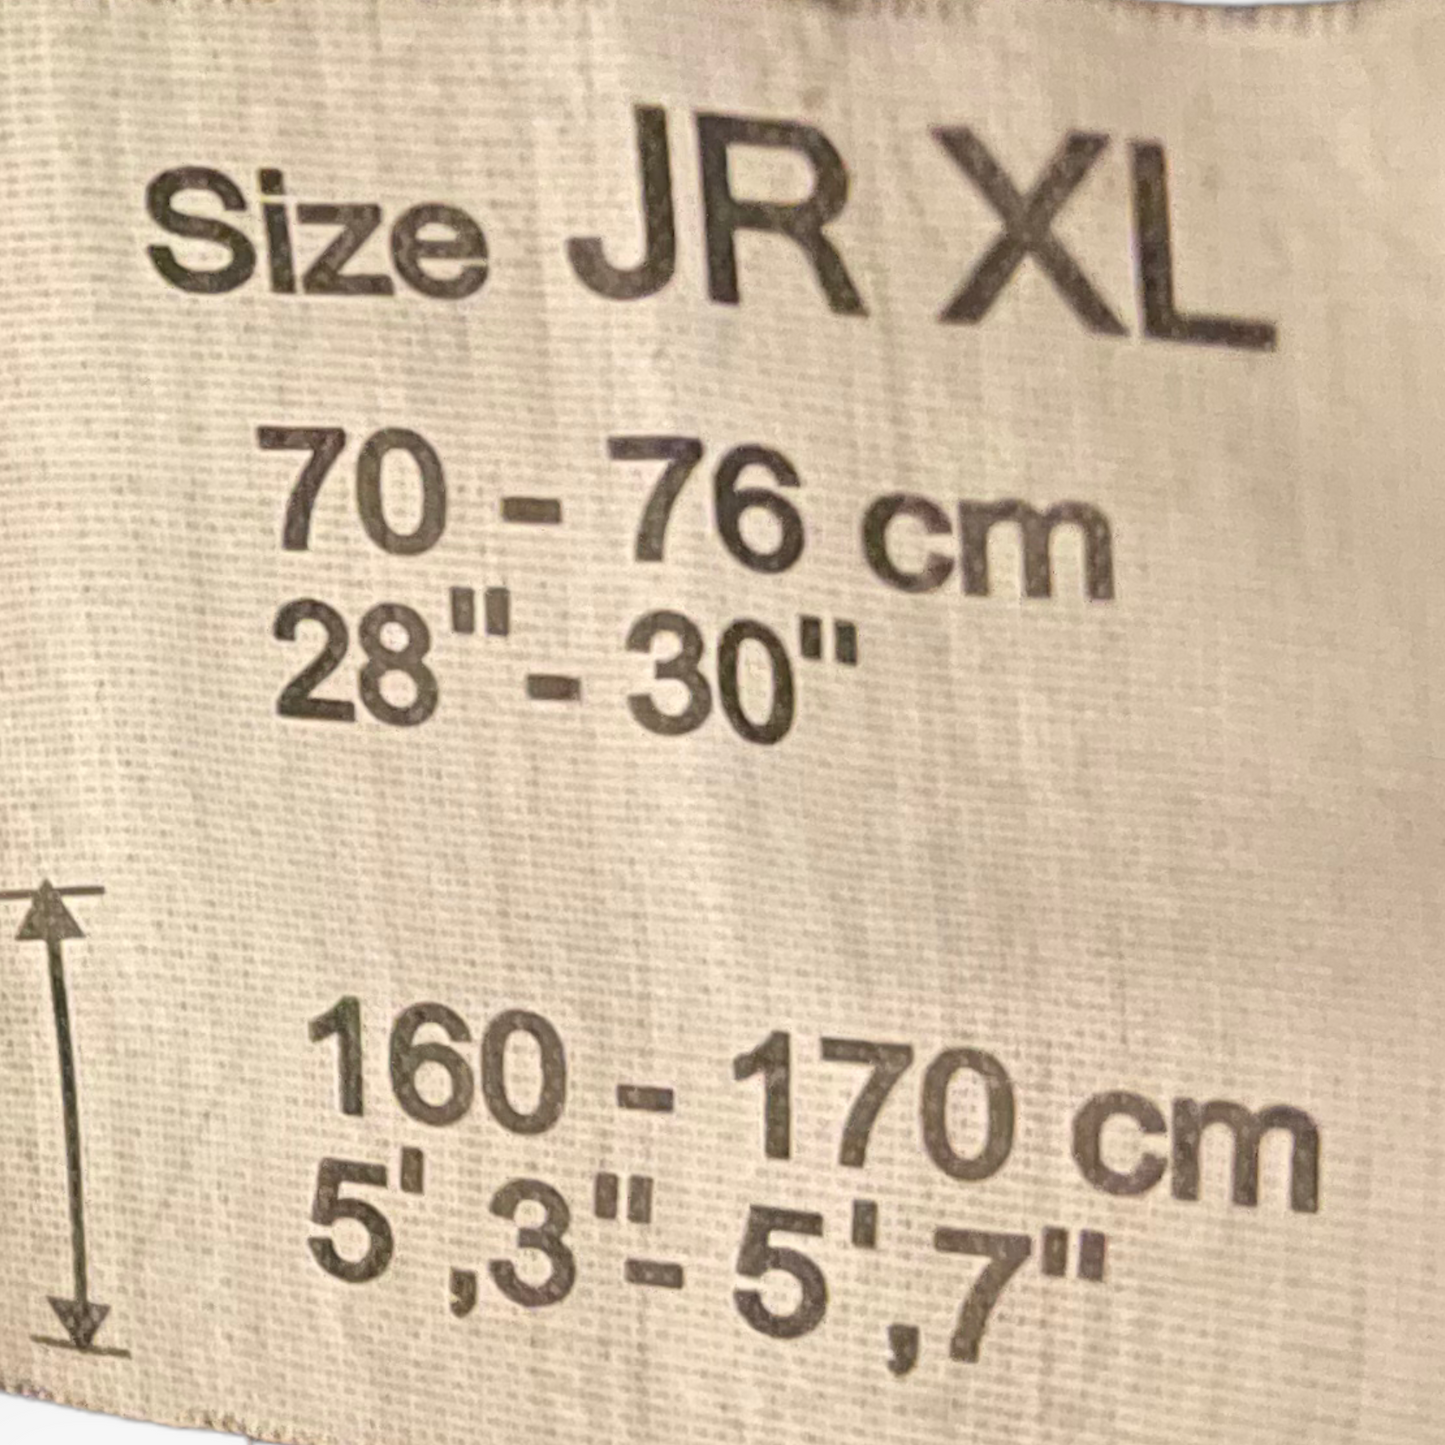 Size JR XL
70 - 76 cm
28"- 30"
160 - 170 cm
5',3"- 5',7"